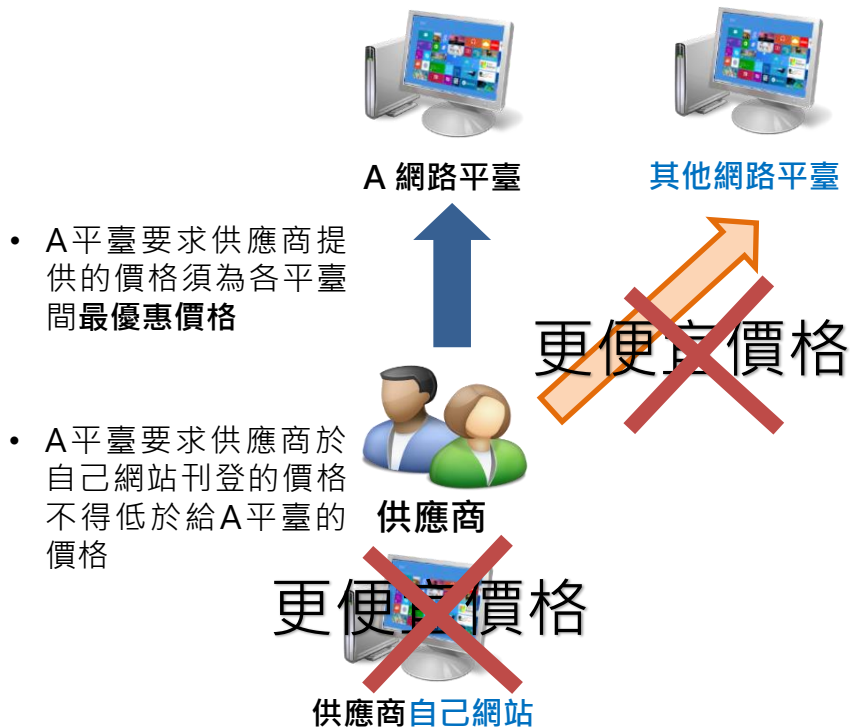 A 網路平臺
其他網路平臺
• A平臺要求供應商提
供的價格須為各平臺
間最優惠價格
更便宜價格
• A平臺要求供應商於
自己網站刊登的價格
不得低於給A平臺的
價格
供應商
更便宜價格
供應商自己網站